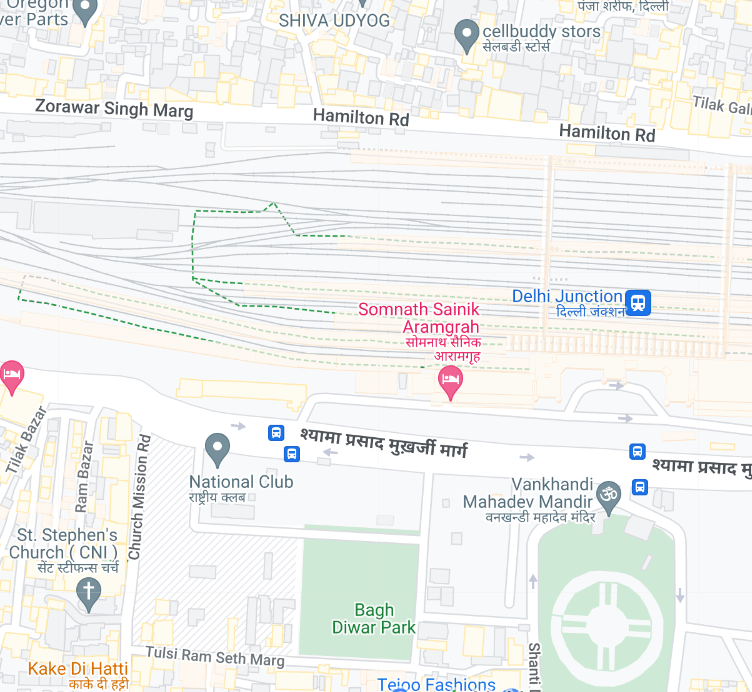 Oregon
ver Parts
SHIVA UDYOG
पंजा शरीफ, दिल्ली
cellbuddy stors
सेलबडी स्टोर्स
Zorawar Singh Marg
Hamilton Rd
Hamilton Rd
Tilak Gali
Delhi Junction
दिल्ली जंक्शन
Somnath Sainik
Aramgrah
सोमनाथ सैनिक
आरामगृह
श्यामा प्रसाद मुखर्जी मार्ग
श्यामा प्रसाद मु
Tilak Bazar
Ram Bazar
Church Mission Rd
National Club
राष्ट्रीय क्लब
Vankhandi
Mahadev Mandir
वनखन्डी महादेव मंदिर
St. Stephen's
Church ( CNI )
सेंट स्टीफन्स चर्च
Bagh
Diwar Park
Tulsi Ram Seth Marg
Kake Di Hatti
काके दी हट्टी
Shanti
Tejoo Fashions